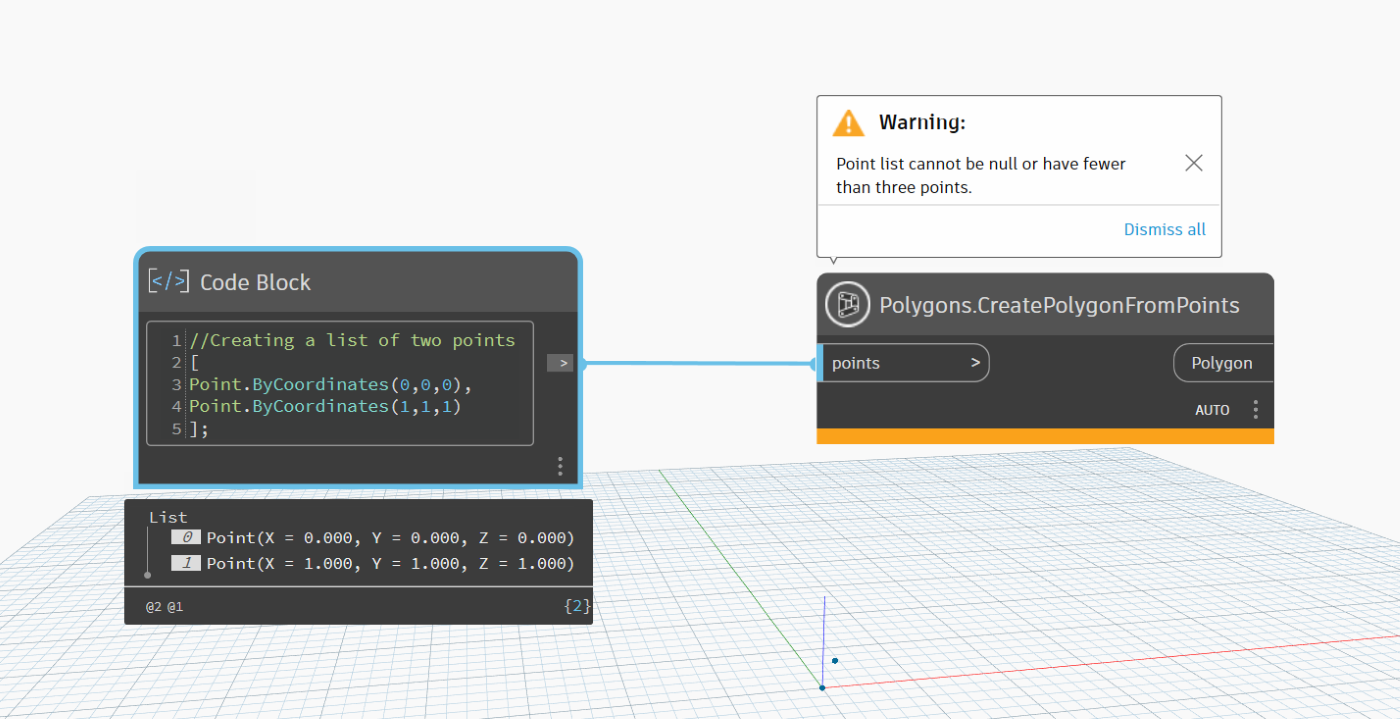 Warning:
Point list cannot be null or have fewer
than three points.
Dismiss all
[</>] Code Block
1 //Creating a list of two points
2 [
3 Point.ByCoordinates(0,0,0),
4 Point.ByCoordinates(1,1,1)
5 ];
>
List
0 Point(X = 0.000, Y = 0.000, Z = 0.000)
1 Point(X = 1.000, Y = 1.000, Z = 1.000)
@2 @1 {2}
Polygons.CreatePolygonFromPoints
points > Polygon
AUTO